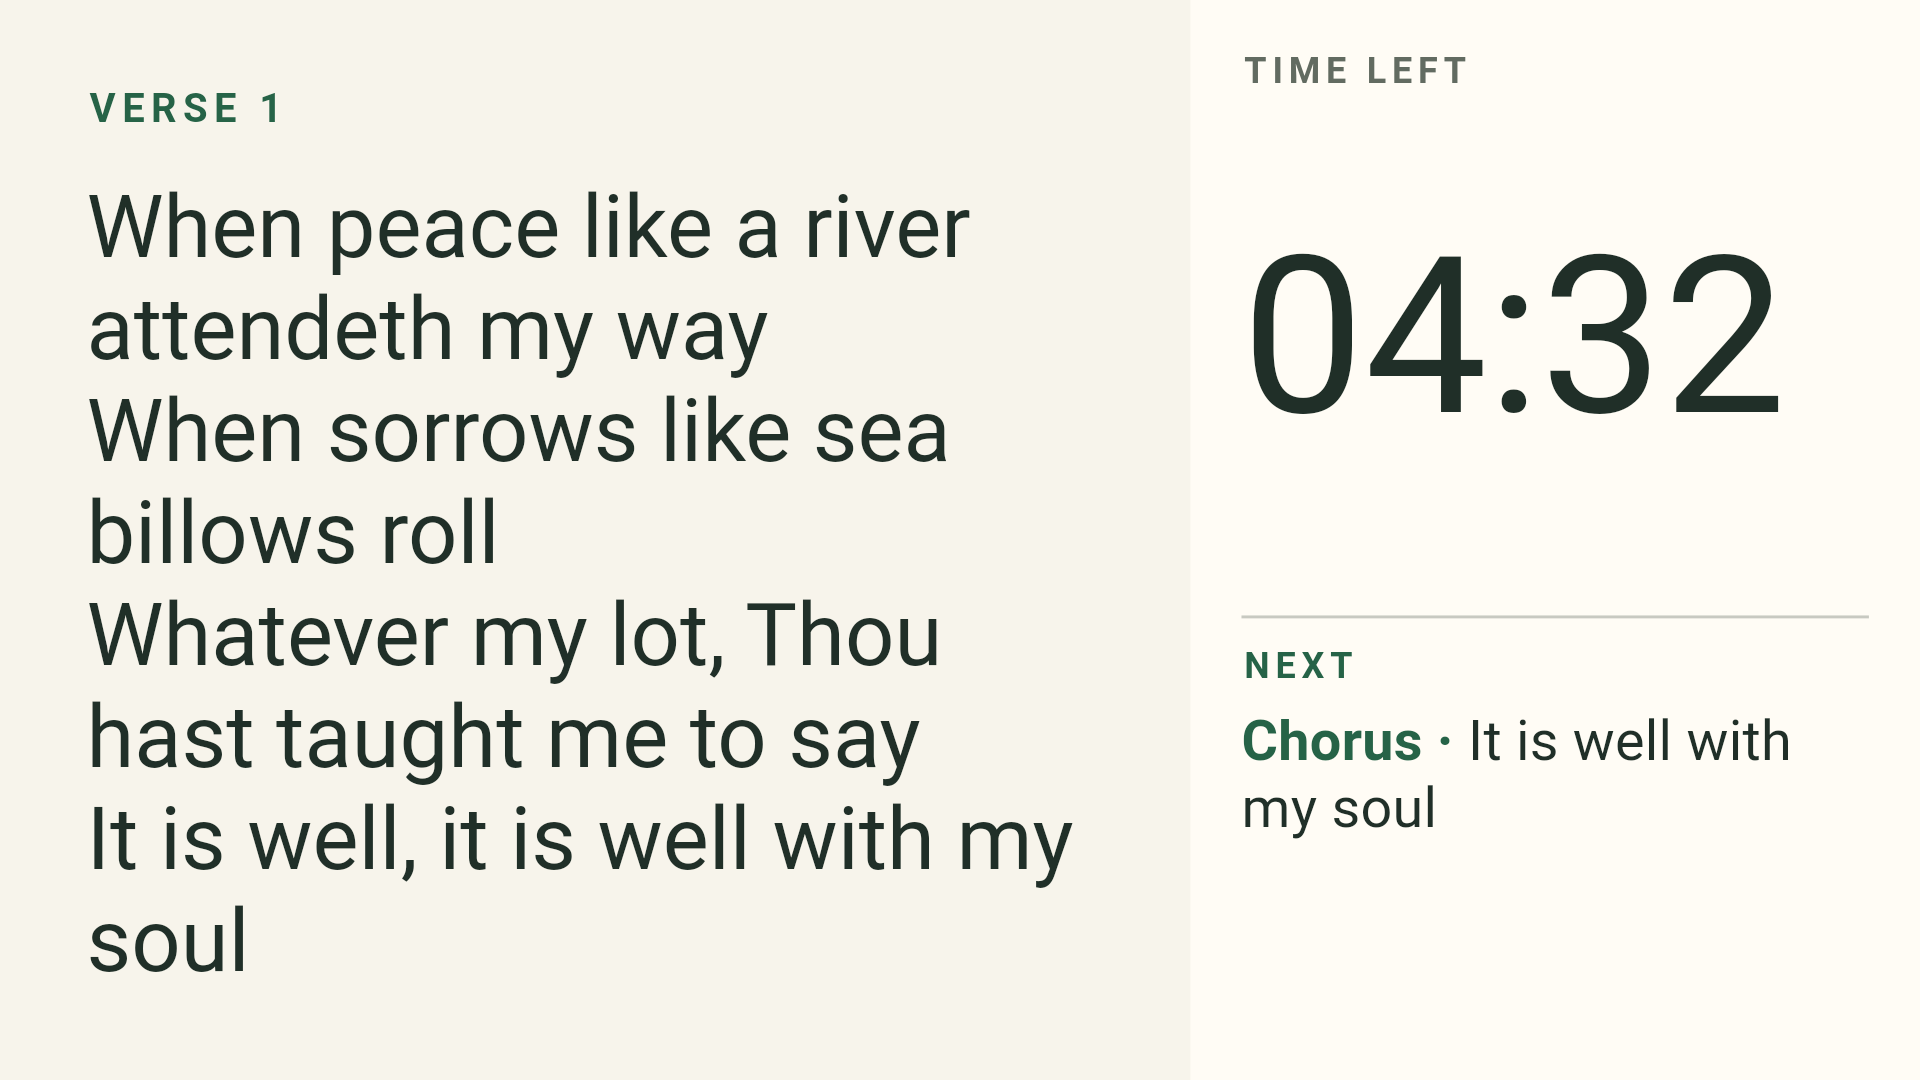 VERSE 1
When peace like a river
attendeth my way
When sorrows like sea
billows roll
Whatever my lot, Thou
hast taught me to say
It is well, it is well with my
soul
TIME LEFT
04:32
NEXT
Chorus · It is well with
my soul